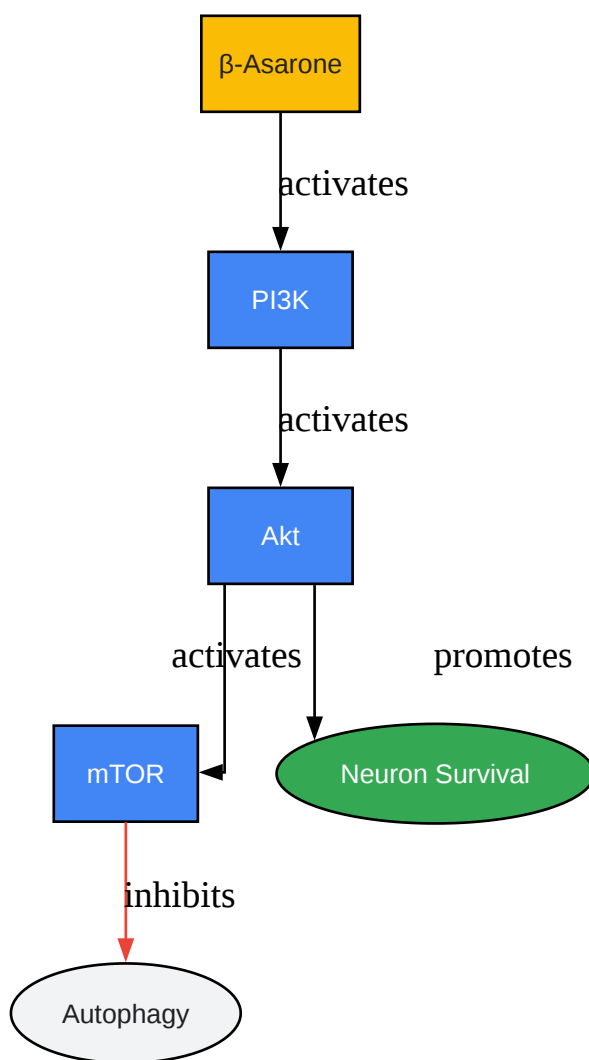 β-Asarone
activates
PI3K
activates
Akt
activates
promotes
mTOR
Neuron Survival
inhibits
Autophagy